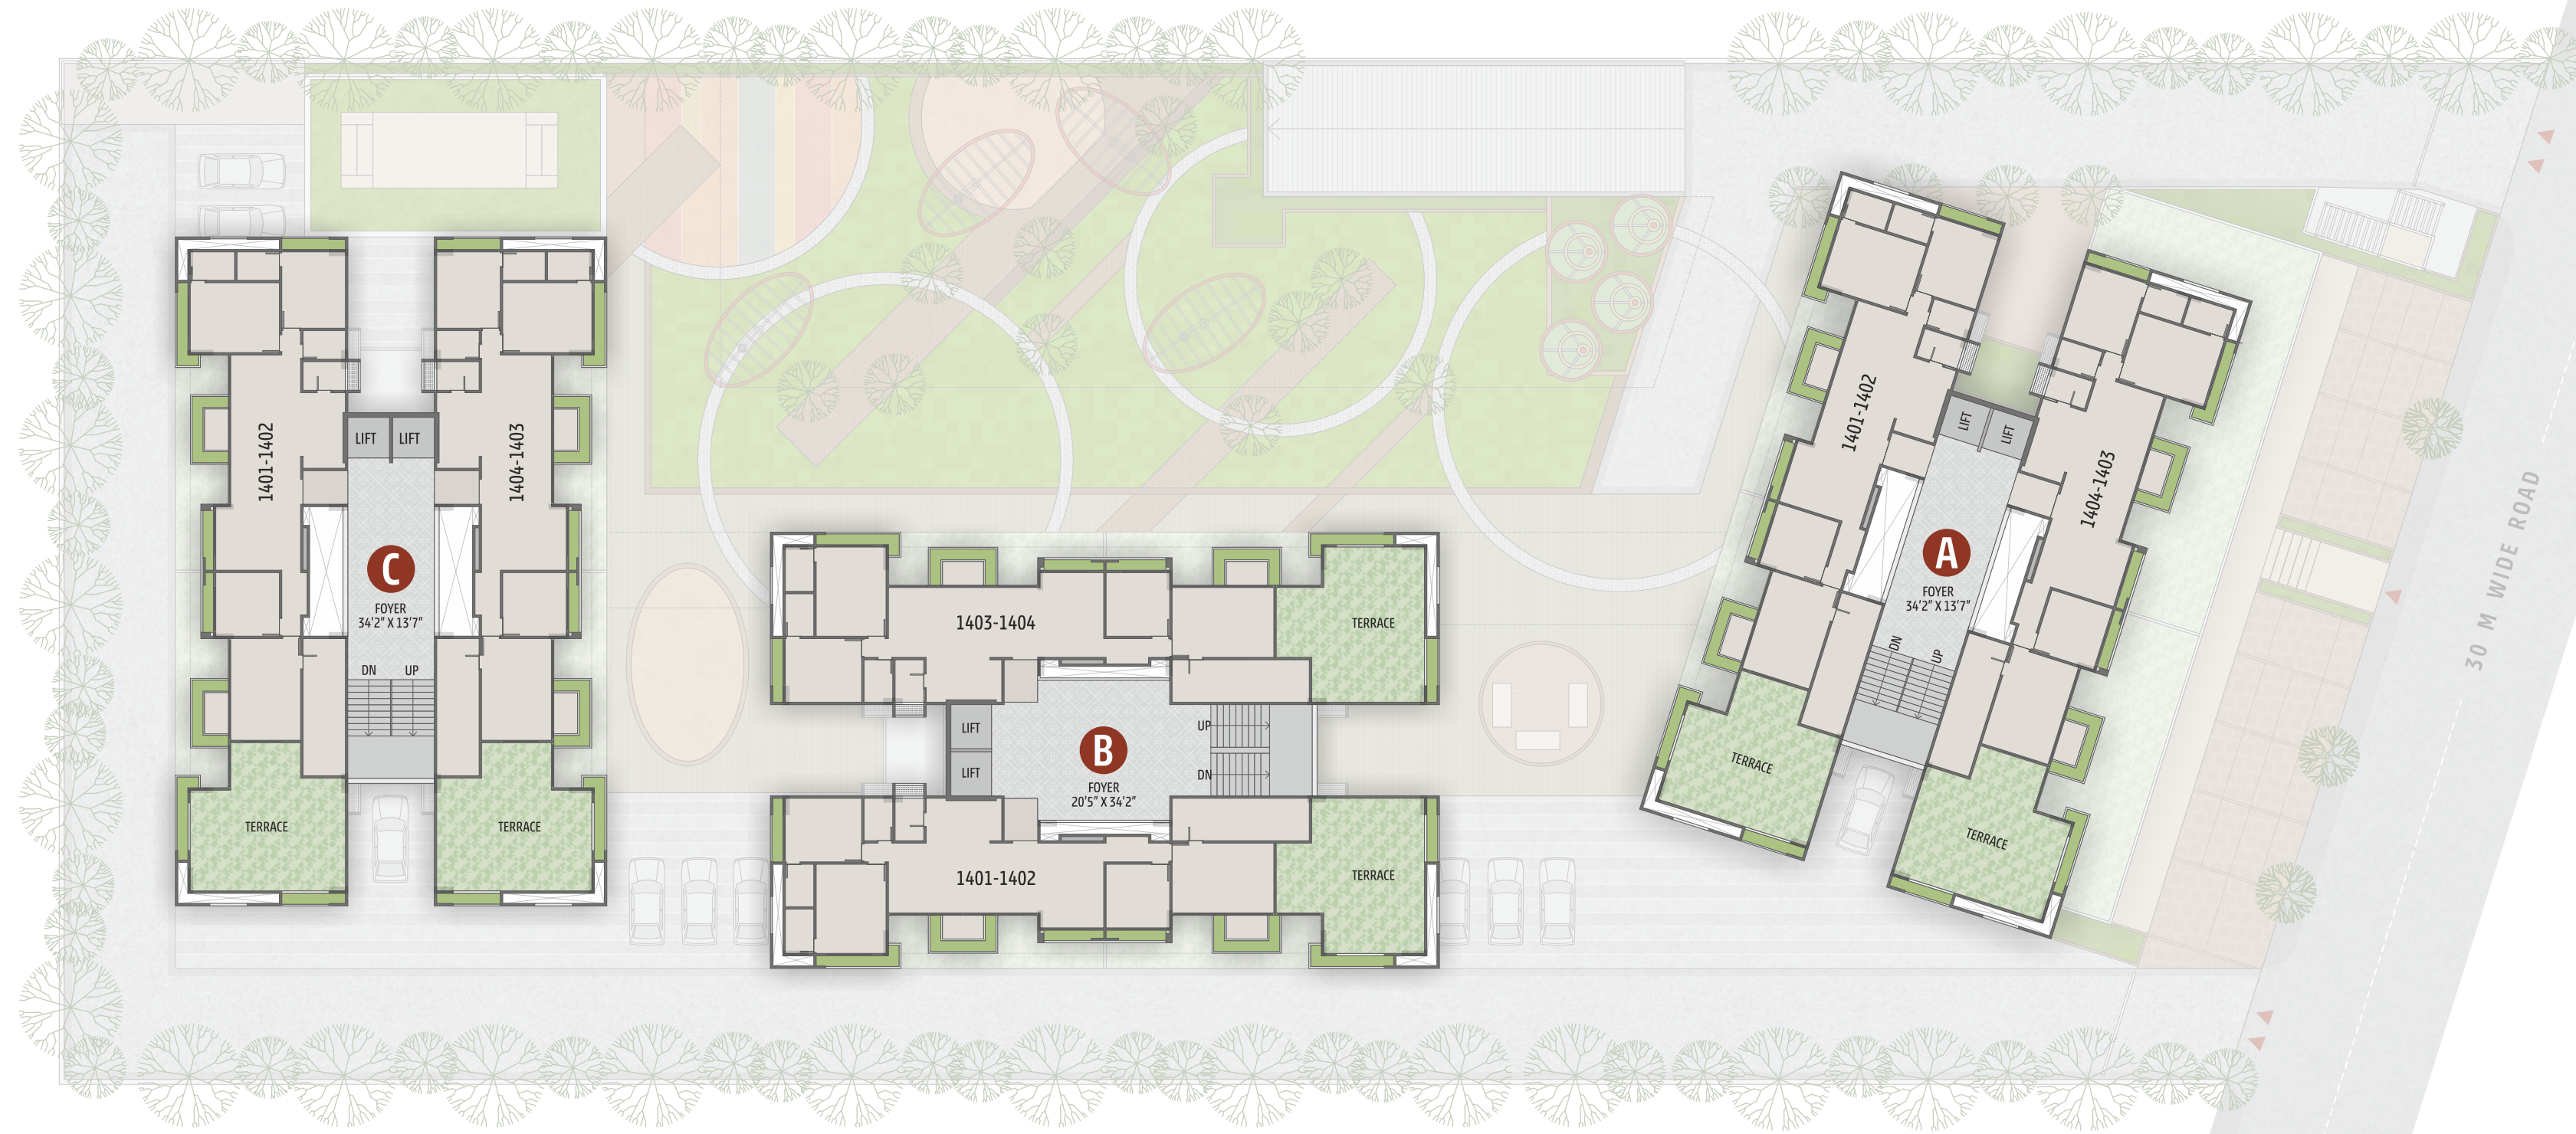 1401-1402
1404-1403
LIFT
LIFT
C
FOYER
34'2" X 13'7"
DN
UP
TERRACE
TERRACE
1403-1404
TERRACE
LIFT
LIFT
B
FOYER
20'5" X 34'2"
UP
DN
1401-1402
TERRACE
1401-1402
1404-1403
LIFT
LIFT
A
FOYER
34'2" X 13'7"
DN
UP
TERRACE
TERRACE
30 M WIDE ROAD